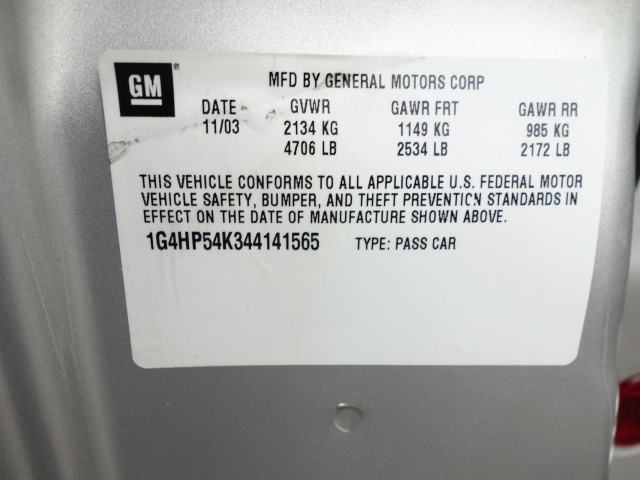 GM
MFD BY GENERAL MOTORS CORP
DATE GVWR GAWR FRT GAWR RR
11/03 2134 KG 1149 KG 985 KG
4706 LB 2534 LB 2172 LB
THIS VEHICLE CONFORMS TO ALL APPLICABLE U.S. FEDERAL MOTOR
VEHICLE SAFETY, BUMPER, AND THEFT PREVENTION STANDARDS IN
EFFECT ON THE DATE OF MANUFACTURE SHOWN ABOVE.
1G4HP54K344141565 TYPE: PASS CAR